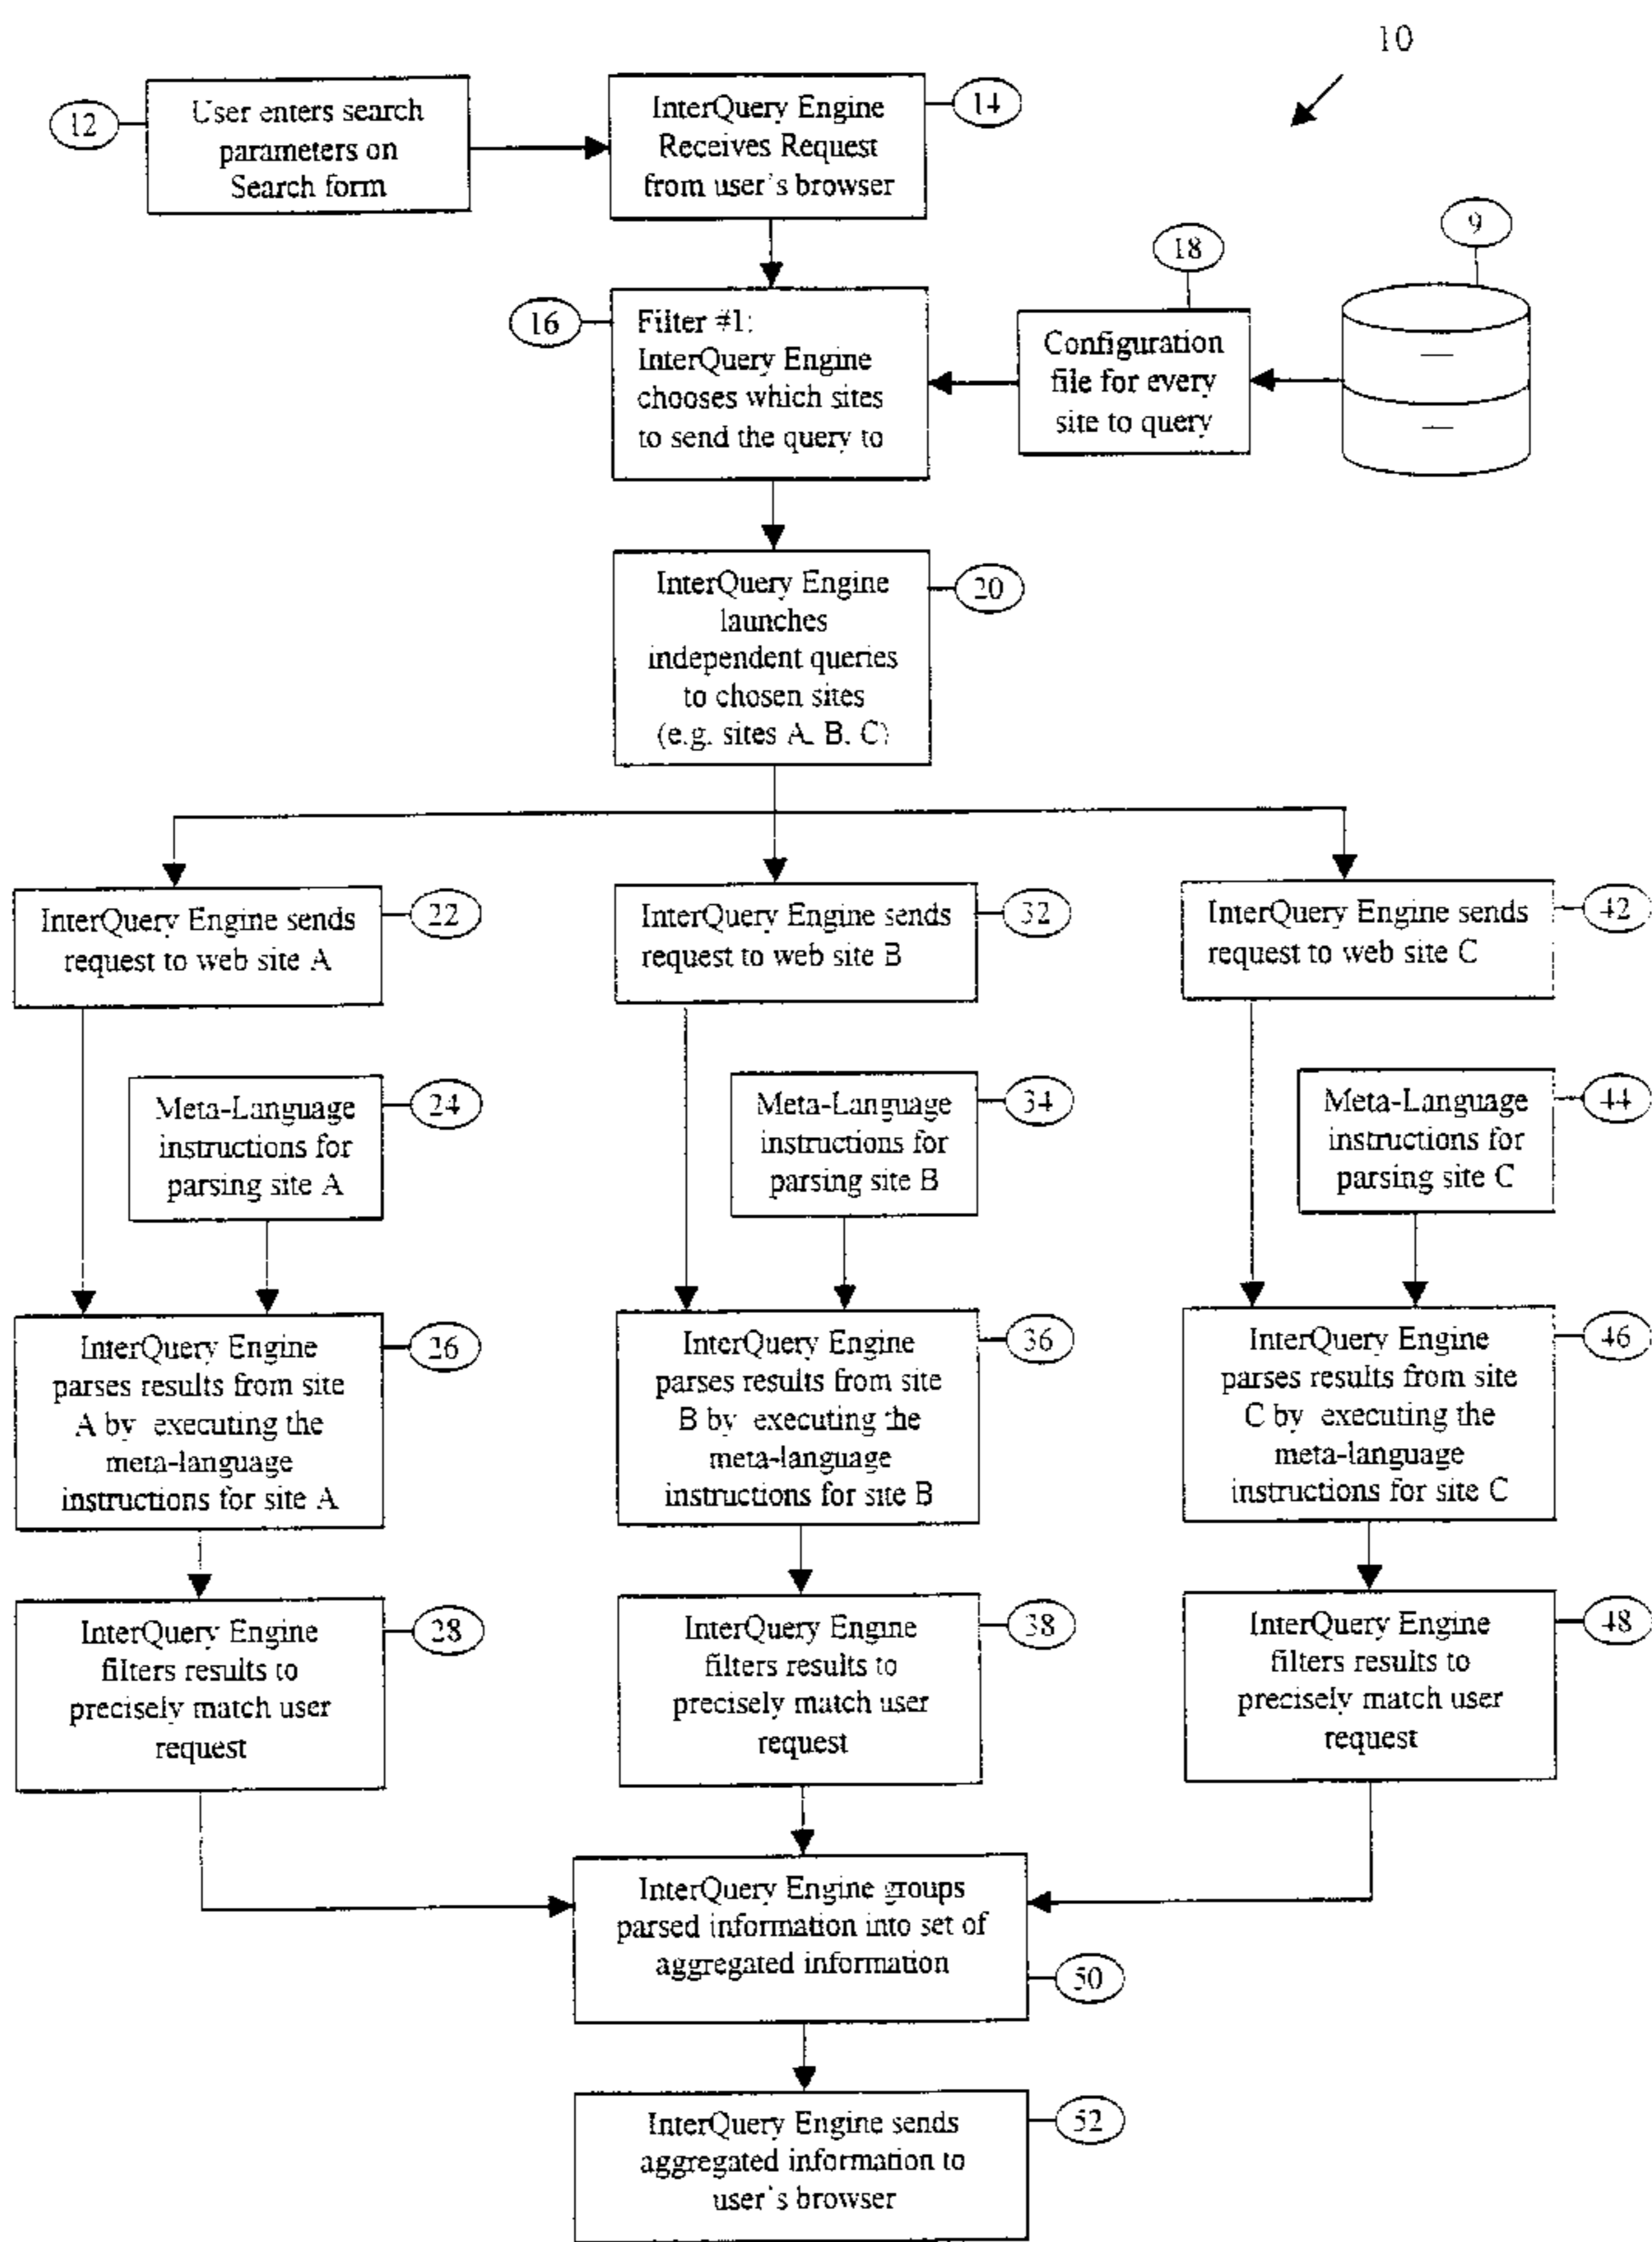 10
12
User enters search
parameters on
Search form
InterQuery Engine
Receives Request
from user's browser
14
16
Filter #1:
InterQuery Engine
chooses which sites
to send the query to
18
Configuration
file for every
site to query
9
InterQuery Engine
launches
independent queries
to chosen sites
(e.g. sites A, B, C)
20
InterQuery Engine sends
request to web site A
22
InterQuery Engine sends
request to web site B
32
InterQuery Engine sends
request to web site C
42
Meta-Language
instructions for
parsing site A
24
Meta-Language
instructions for
parsing site B
34
Meta-Language
instructions for
parsing site C
44
InterQuery Engine
parses results from site
A by executing the
meta-language
instructions for site A
26
InterQuery Engine
parses results from site
B by executing the
meta-language
instructions for site B
36
InterQuery Engine
parses results from site
C by executing the
meta-language
instructions for site C
46
InterQuery Engine
filters results to
precisely match user
request
28
InterQuery Engine
filters results to
precisely match user
request
38
InterQuery Engine
filters results to
precisely match user
request
48
InterQuery Engine groups
parsed information into set of
aggregated information
50
InterQuery Engine sends
aggregated information to
user's browser
52